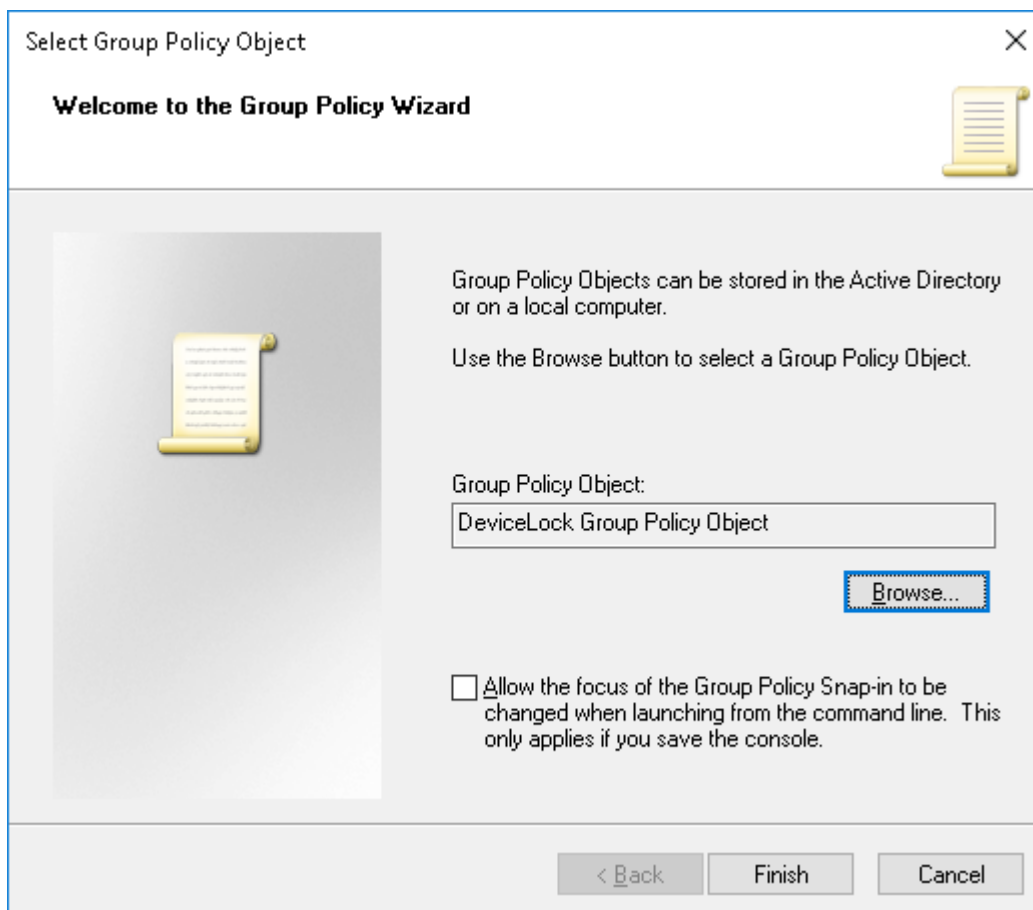 Select Group Policy Object
Welcome to the Group Policy Wizard
Group Policy Objects can be stored in the Active Directory
or on a local computer.
Use the Browse button to select a Group Policy Object.
Group Policy Object:
DeviceLock Group Policy Object
Browse...
Allow the focus of the Group Policy Snap-in to be
changed when launching from the command line.  This
only applies if you save the console.
< Back
Finish
Cancel